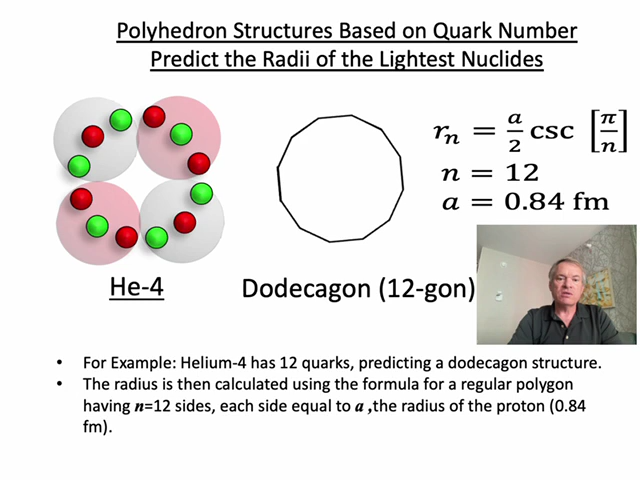 Polyhedron Structures Based on Quark Number
Predict the Radii of the Lightest Nuclides
rₙ = a/2 csc [π/n]
n = 12
a = 0.84 fm
He-4
Dodecagon (12-gon)
• For Example: Helium-4 has 12 quarks, predicting a dodecagon structure.
• The radius is then calculated using the formula for a regular polygon
having n=12 sides, each side equal to a ,the radius of the proton (0.84
fm).